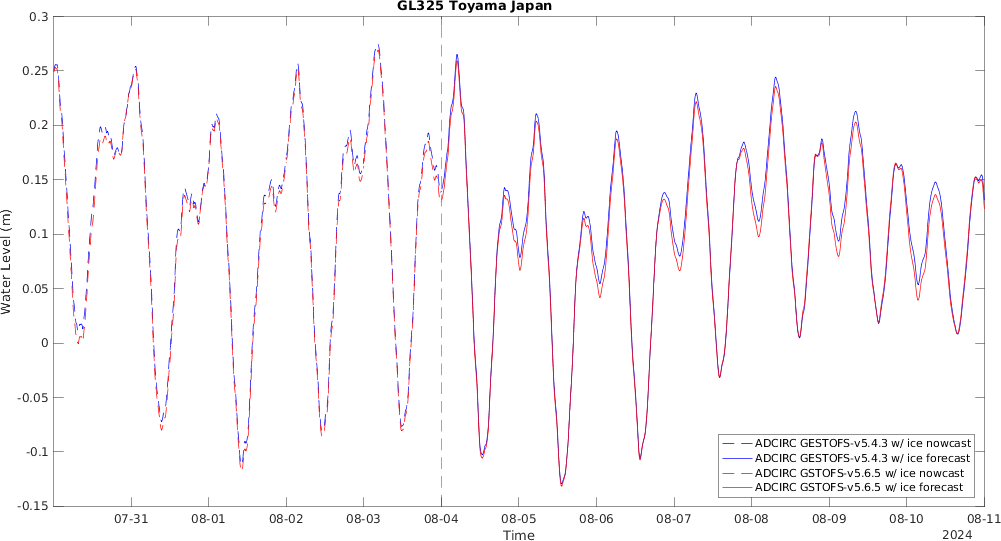 GL325 Toyama Japan
0.3
0.25
0.2
0.15
0.1
0.05
0
-0.05
-0.1
-0.15
Water Level (m)
ADCIRC GESTOFS-v5.4.3 w/ ice nowcast
ADCIRC GESTOFS-v5.4.3 w/ ice forecast
ADCIRC GSTOFS-v5.6.5 w/ ice nowcast
ADCIRC GSTOFS-v5.6.5 w/ ice forecast
07-31 08-01 08-02 08-03 08-04 08-05 08-06 08-07 08-08 08-09 08-10 08-11
Time
2024